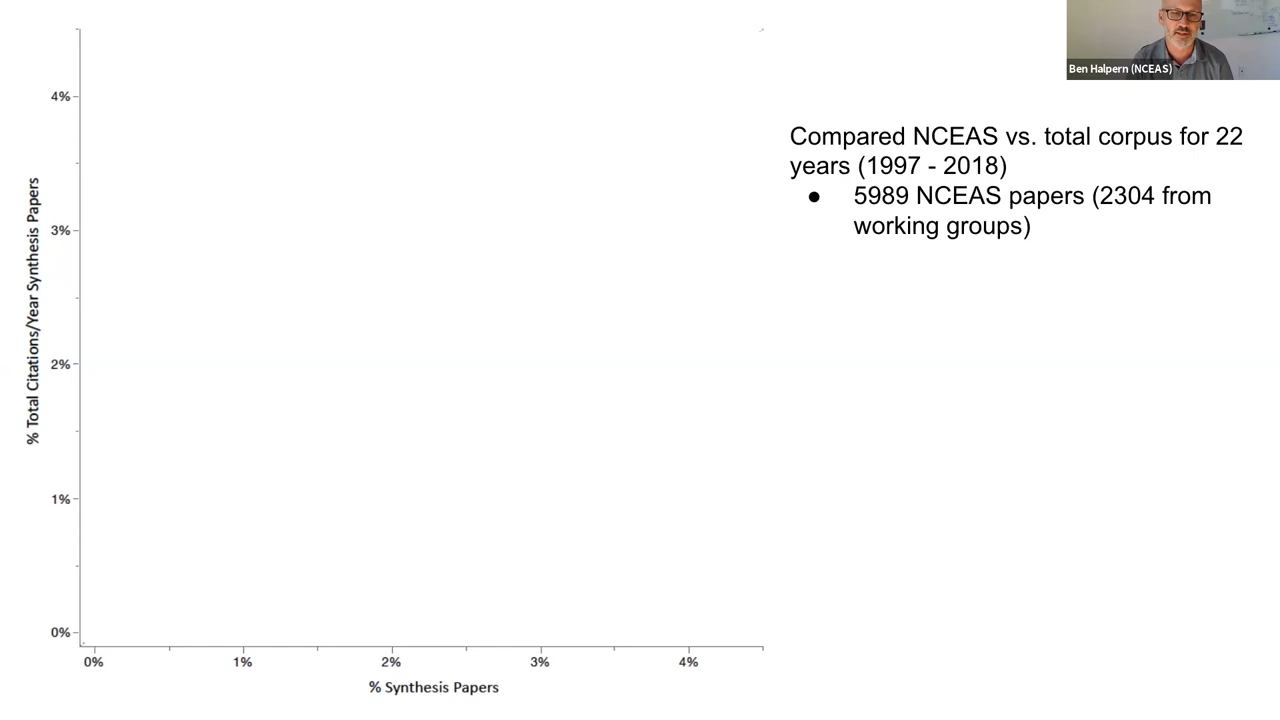 Ben Halpern (NCEAS)
Compared NCEAS vs. total corpus for 22
years (1997 - 2018)
● 5989 NCEAS papers (2304 from
working groups)
% Total Citations/Year Synthesis Papers
4%
3%
2%
1%
0%
0% 1% 2% 3% 4%
% Synthesis Papers